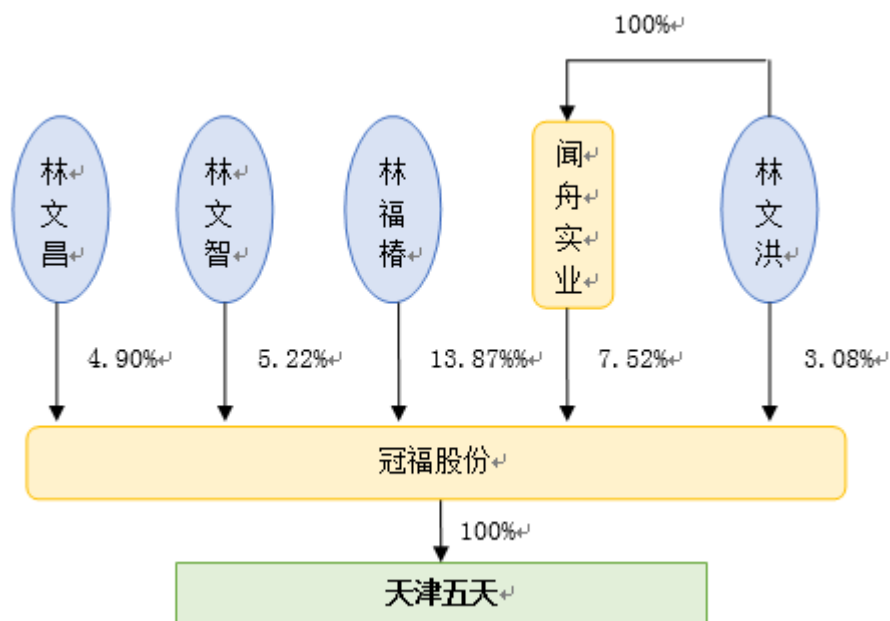 100%↵
林↵
文
昌↵
林↵
文
智↵
林
福
椿↵
闻↵
舟↵
实↵
业↵
林↵
文
洪↵
4.90%↵
5.22%↵
13.87%%↵
7.52%↵
3.08%↵
冠福股份↵
100%↵
天津五天↵